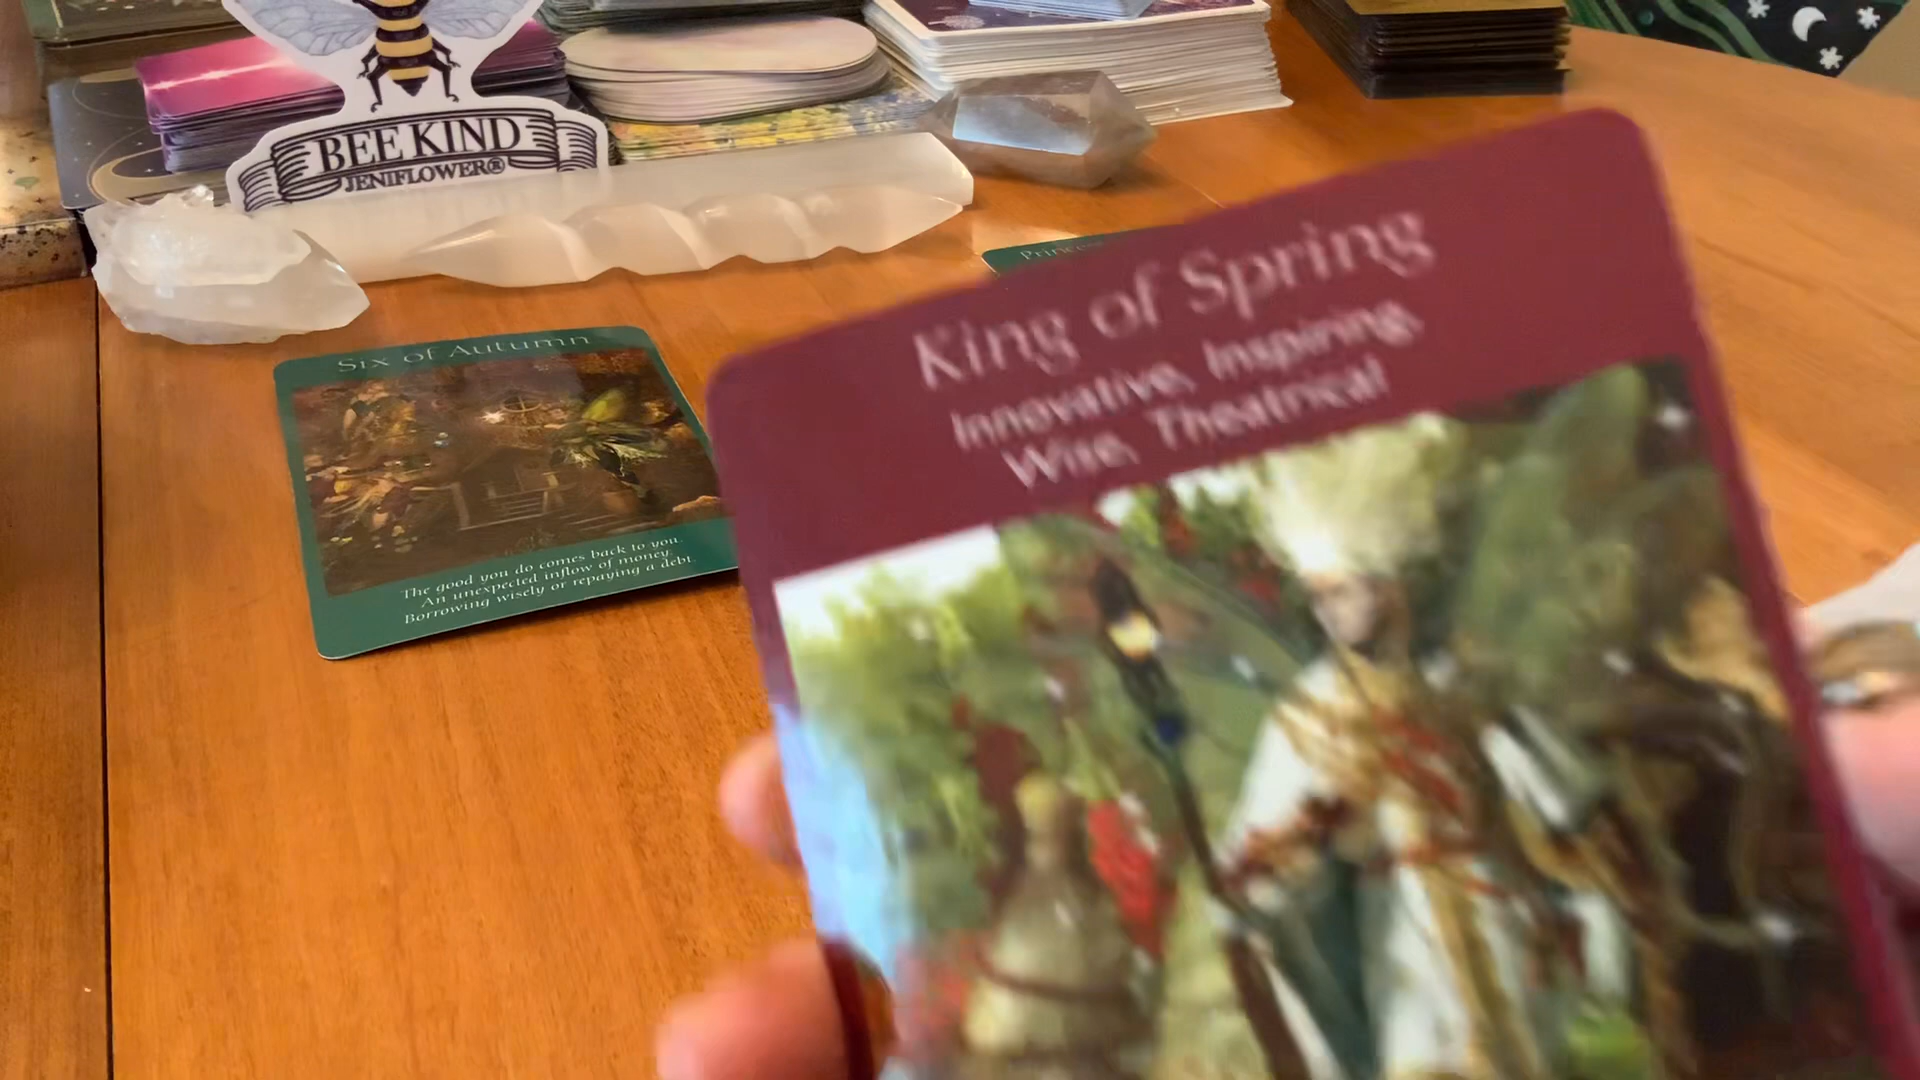 BEE KIND
JENIFLOWER®
King of Spring
Innovative, Inspiring,
Wise, Theatrical
Six of Autumn
The good you do comes back to you.
An unexpected inflow of money.
Borrowing wisely or repaying a debt.